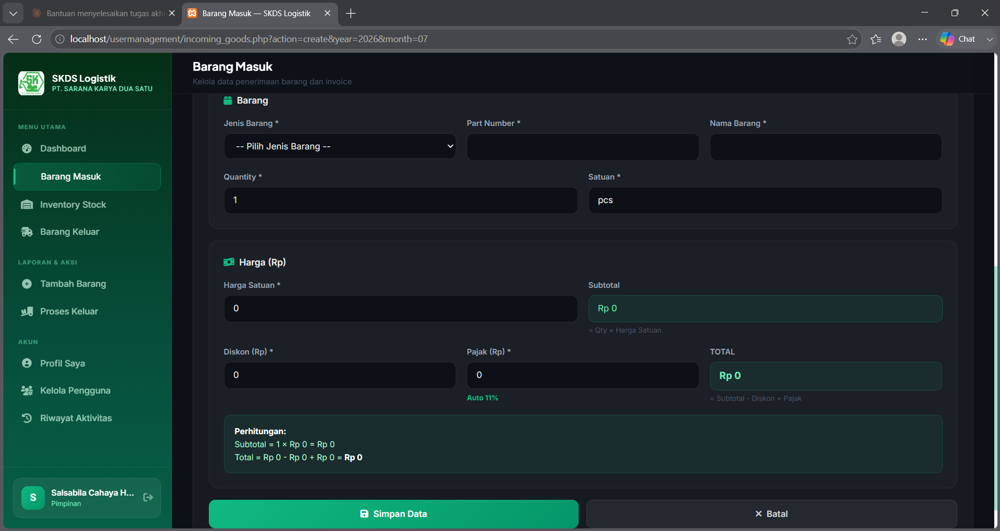 Bantuan menyelesaikan tugas akh
Barang Masuk — SKDS Logistik
localhost/usermanagement/incoming_goods.php?action=create&year=2026&month=07
Chat
SKDS Logistik
PT. SARANA KARYA DUA SATU
MENU UTAMA
Dashboard
Barang Masuk
Inventory Stock
Barang Keluar
LAPORAN & AKSI
Tambah Barang
Proses Keluar
AKUN
Profil Saya
Kelola Pengguna
Riwayat Aktivitas
S
Salsabila Cahaya H...
Pimpinan
Barang Masuk
Kelola data penerimaan barang dan invoice
Barang
Jenis Barang *
Part Number *
Nama Barang *
-- Pilih Jenis Barang --
Quantity *
Satuan *
1
pcs
Harga (Rp)
Harga Satuan *
Subtotal
0
Rp 0
= Qty × Harga Satuan
Diskon (Rp) *
Pajak (Rp) *
TOTAL
0
0
Rp 0
Auto 11%
= Subtotal - Diskon + Pajak
Perhitungan:
Subtotal = 1 × Rp 0 = Rp 0
Total = Rp 0 - Rp 0 + Rp 0 = Rp 0
Simpan Data
Batal